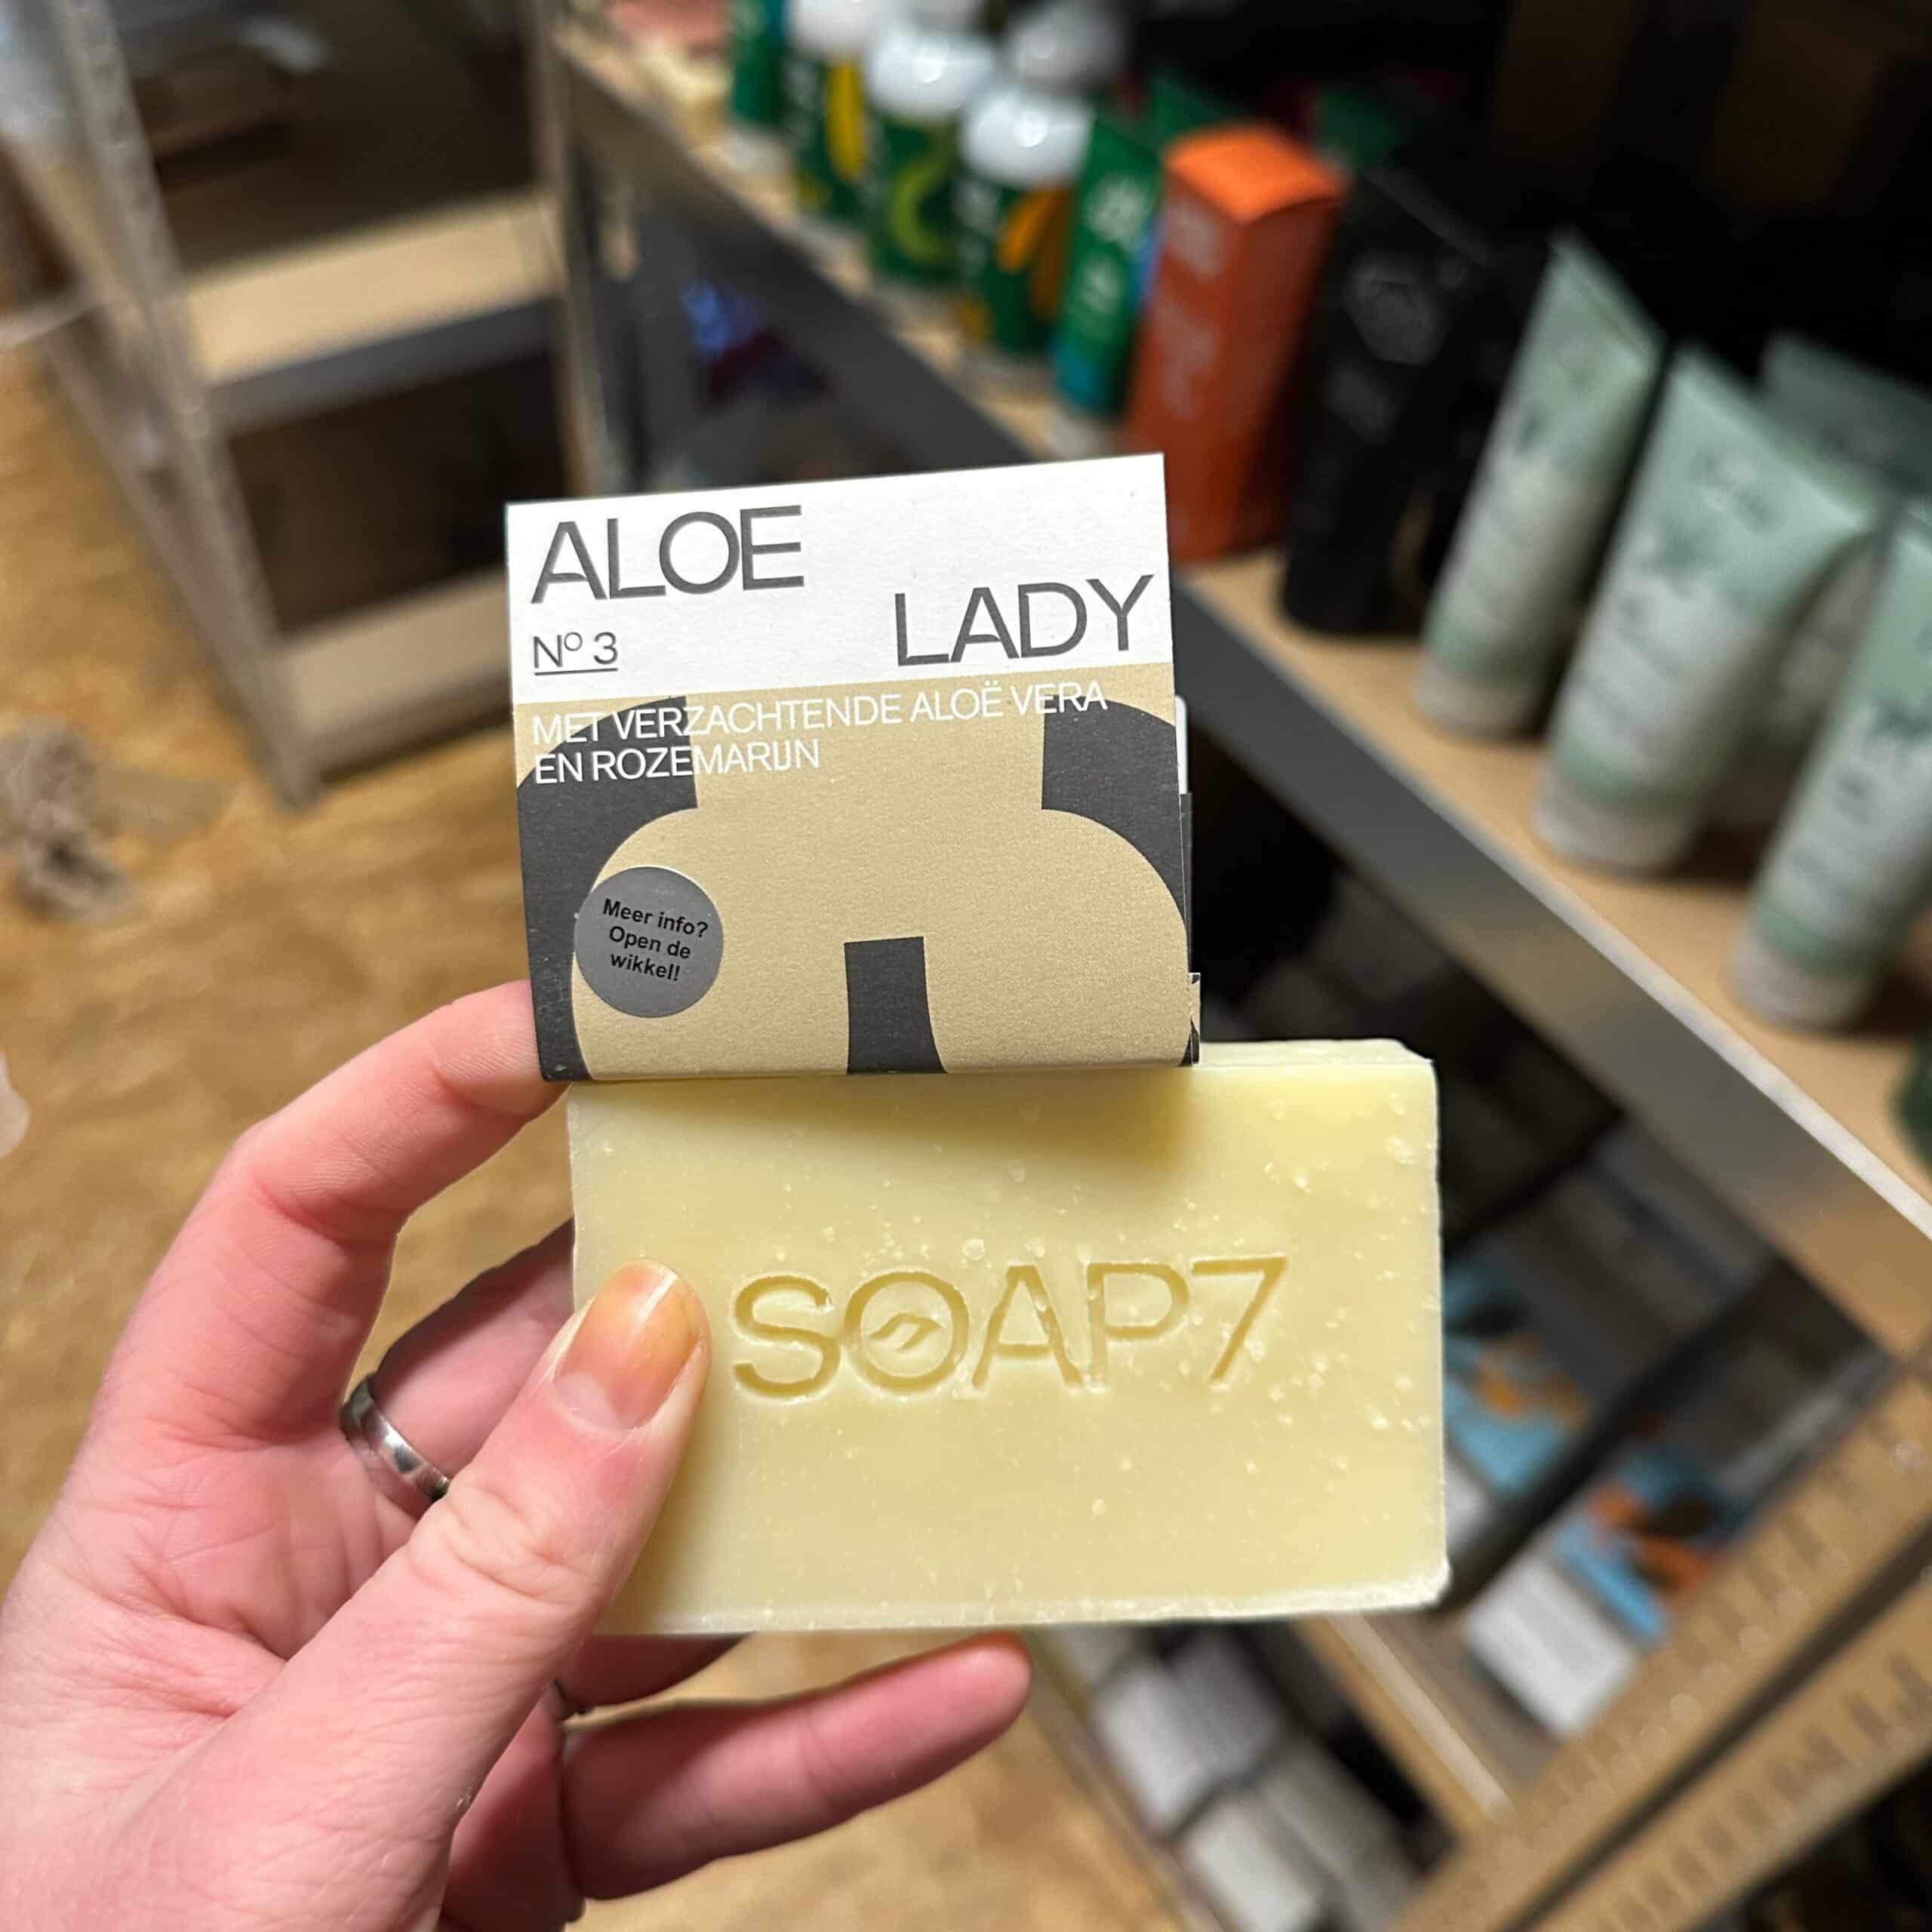 ALOE
LADY
Nº 3
MET VERZACHTENDE ALOË VERA
EN ROZEMARIJN
Meer info?
Open de
wikkel!
SOAP7